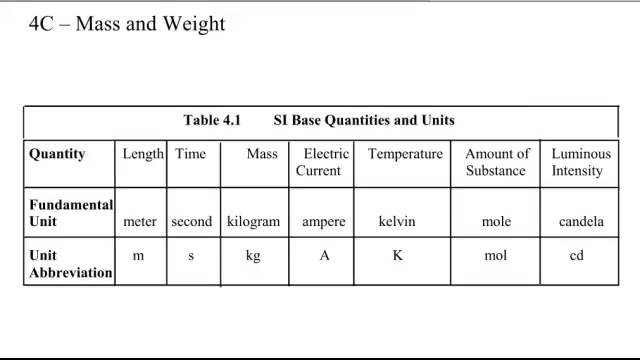 4C – Mass and Weight
Table 4.1 SI Base Quantities and Units
Quantity Length Time Mass Electric Current Temperature Amount of Substance Luminous Intensity
Fundamental Unit meter second kilogram ampere kelvin mole candela
Unit Abbreviation m s kg A K mol cd